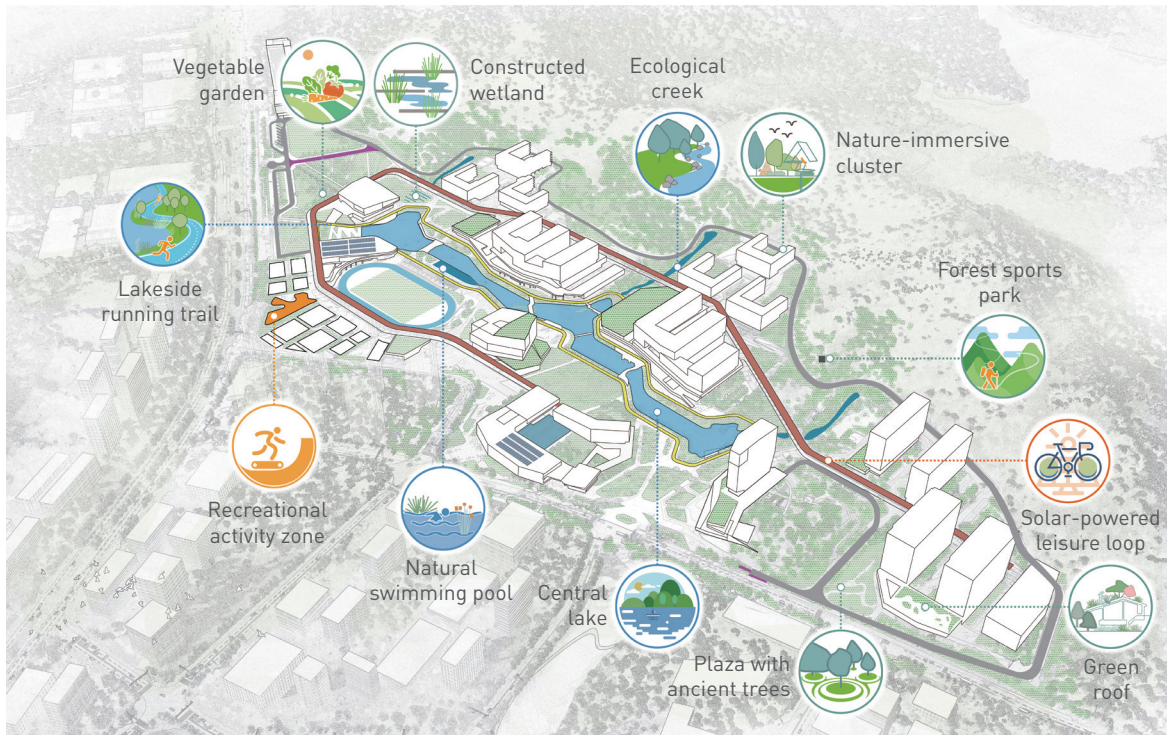 Vegetable
garden
Constructed
wetland
Ecological
creek
Nature-immersive
cluster
Lakeside
running trail
Forest sports
park
Recreational
activity zone
Natural
swimming pool
Central
lake
Solar-powered
leisure loop
Plaza with
ancient trees
Green
roof